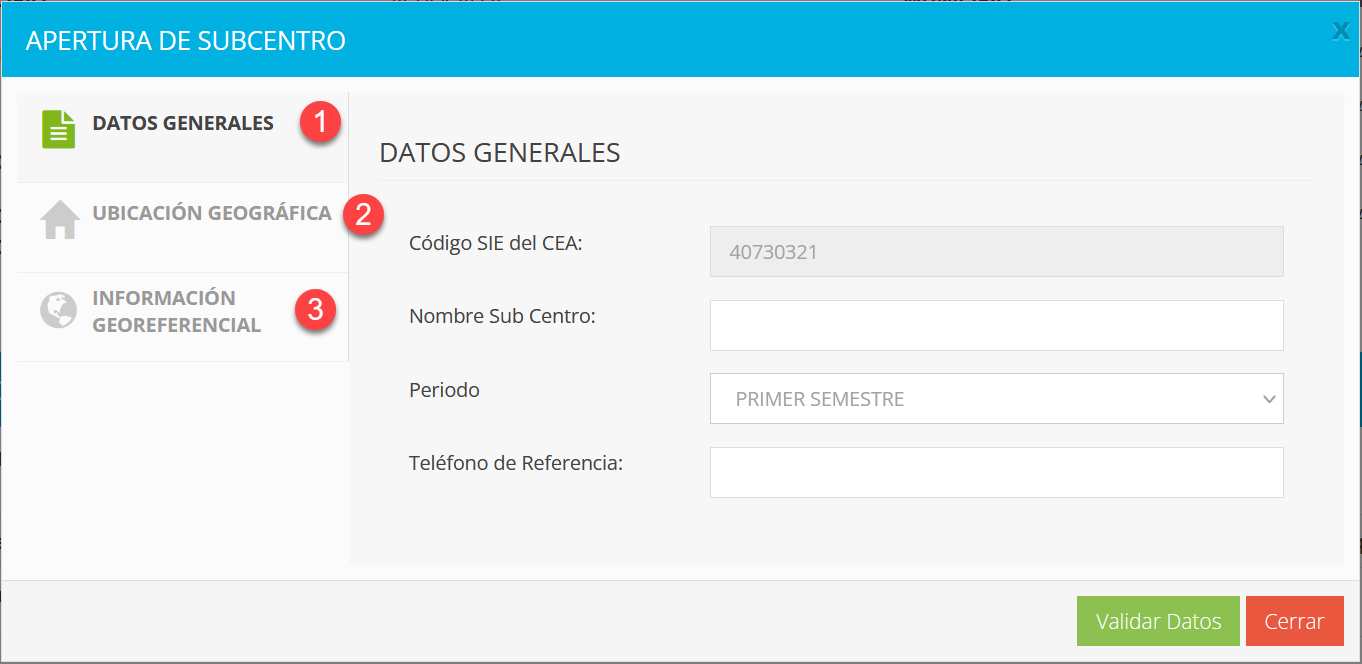 APERTURA DE SUBCENTRO
X
DATOS GENERALES
1
UBICACIÓN GEOGRÁFICA
2
INFORMACIÓN
GEOREFERENCIAL
3
DATOS GENERALES
Código SIE del CEA:
40730321
Nombre Sub Centro:
Periodo
PRIMER SEMESTRE
Teléfono de Referencia:
Validar Datos
Cerrar